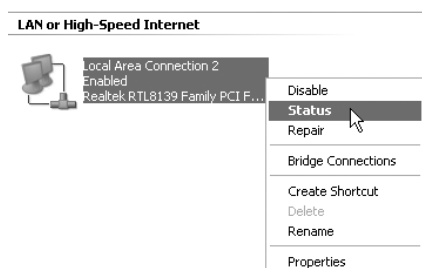 LAN or High-Speed Internet
Local Area Connection 2
Enabled
Realtek RTL8139 Family PCI F...
Disable
Status
Repair
Bridge Connections
Create Shortcut
Delete
Rename
Properties